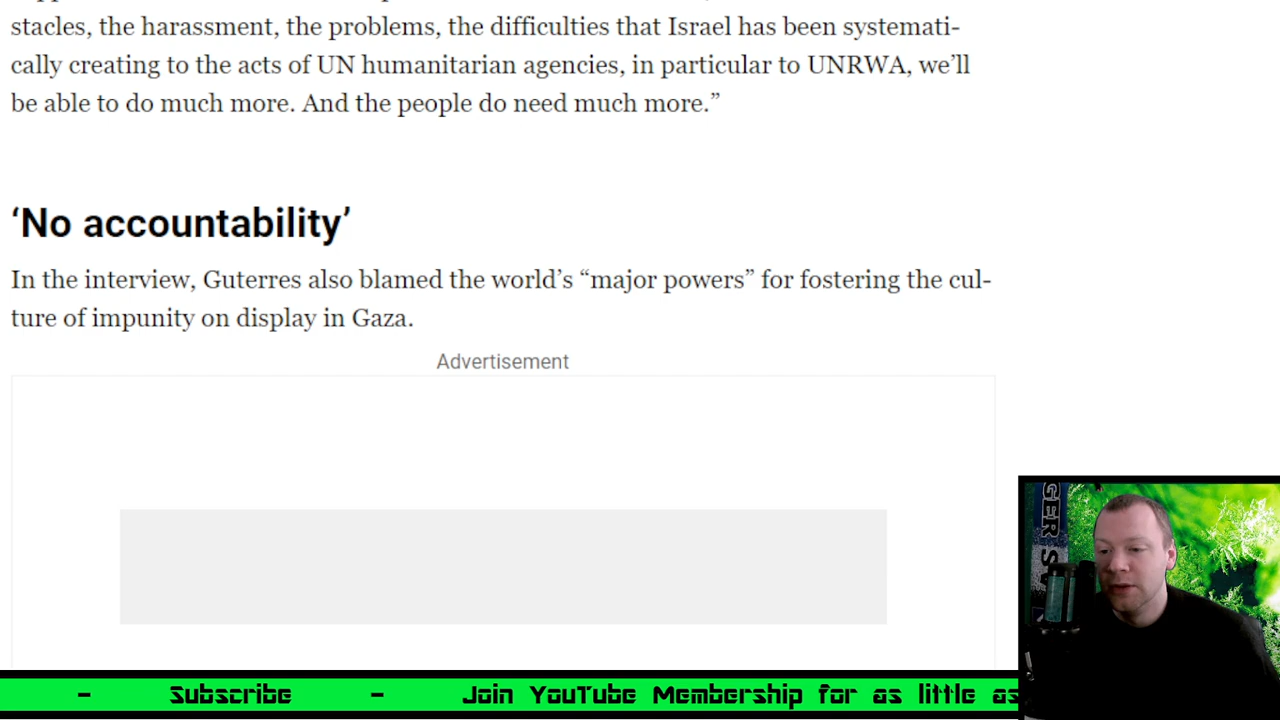 stacles, the harassment, the problems, the difficulties that Israel has been systemati-
cally creating to the acts of UN humanitarian agencies, in particular to UNRWA, we’ll
be able to do much more. And the people do need much more.”
‘No accountability’
In the interview, Guterres also blamed the world’s “major powers” for fostering the cul-
ture of impunity on display in Gaza.
Advertisement
GER SA
- Subscribe - Join YouTube Membership for as little as